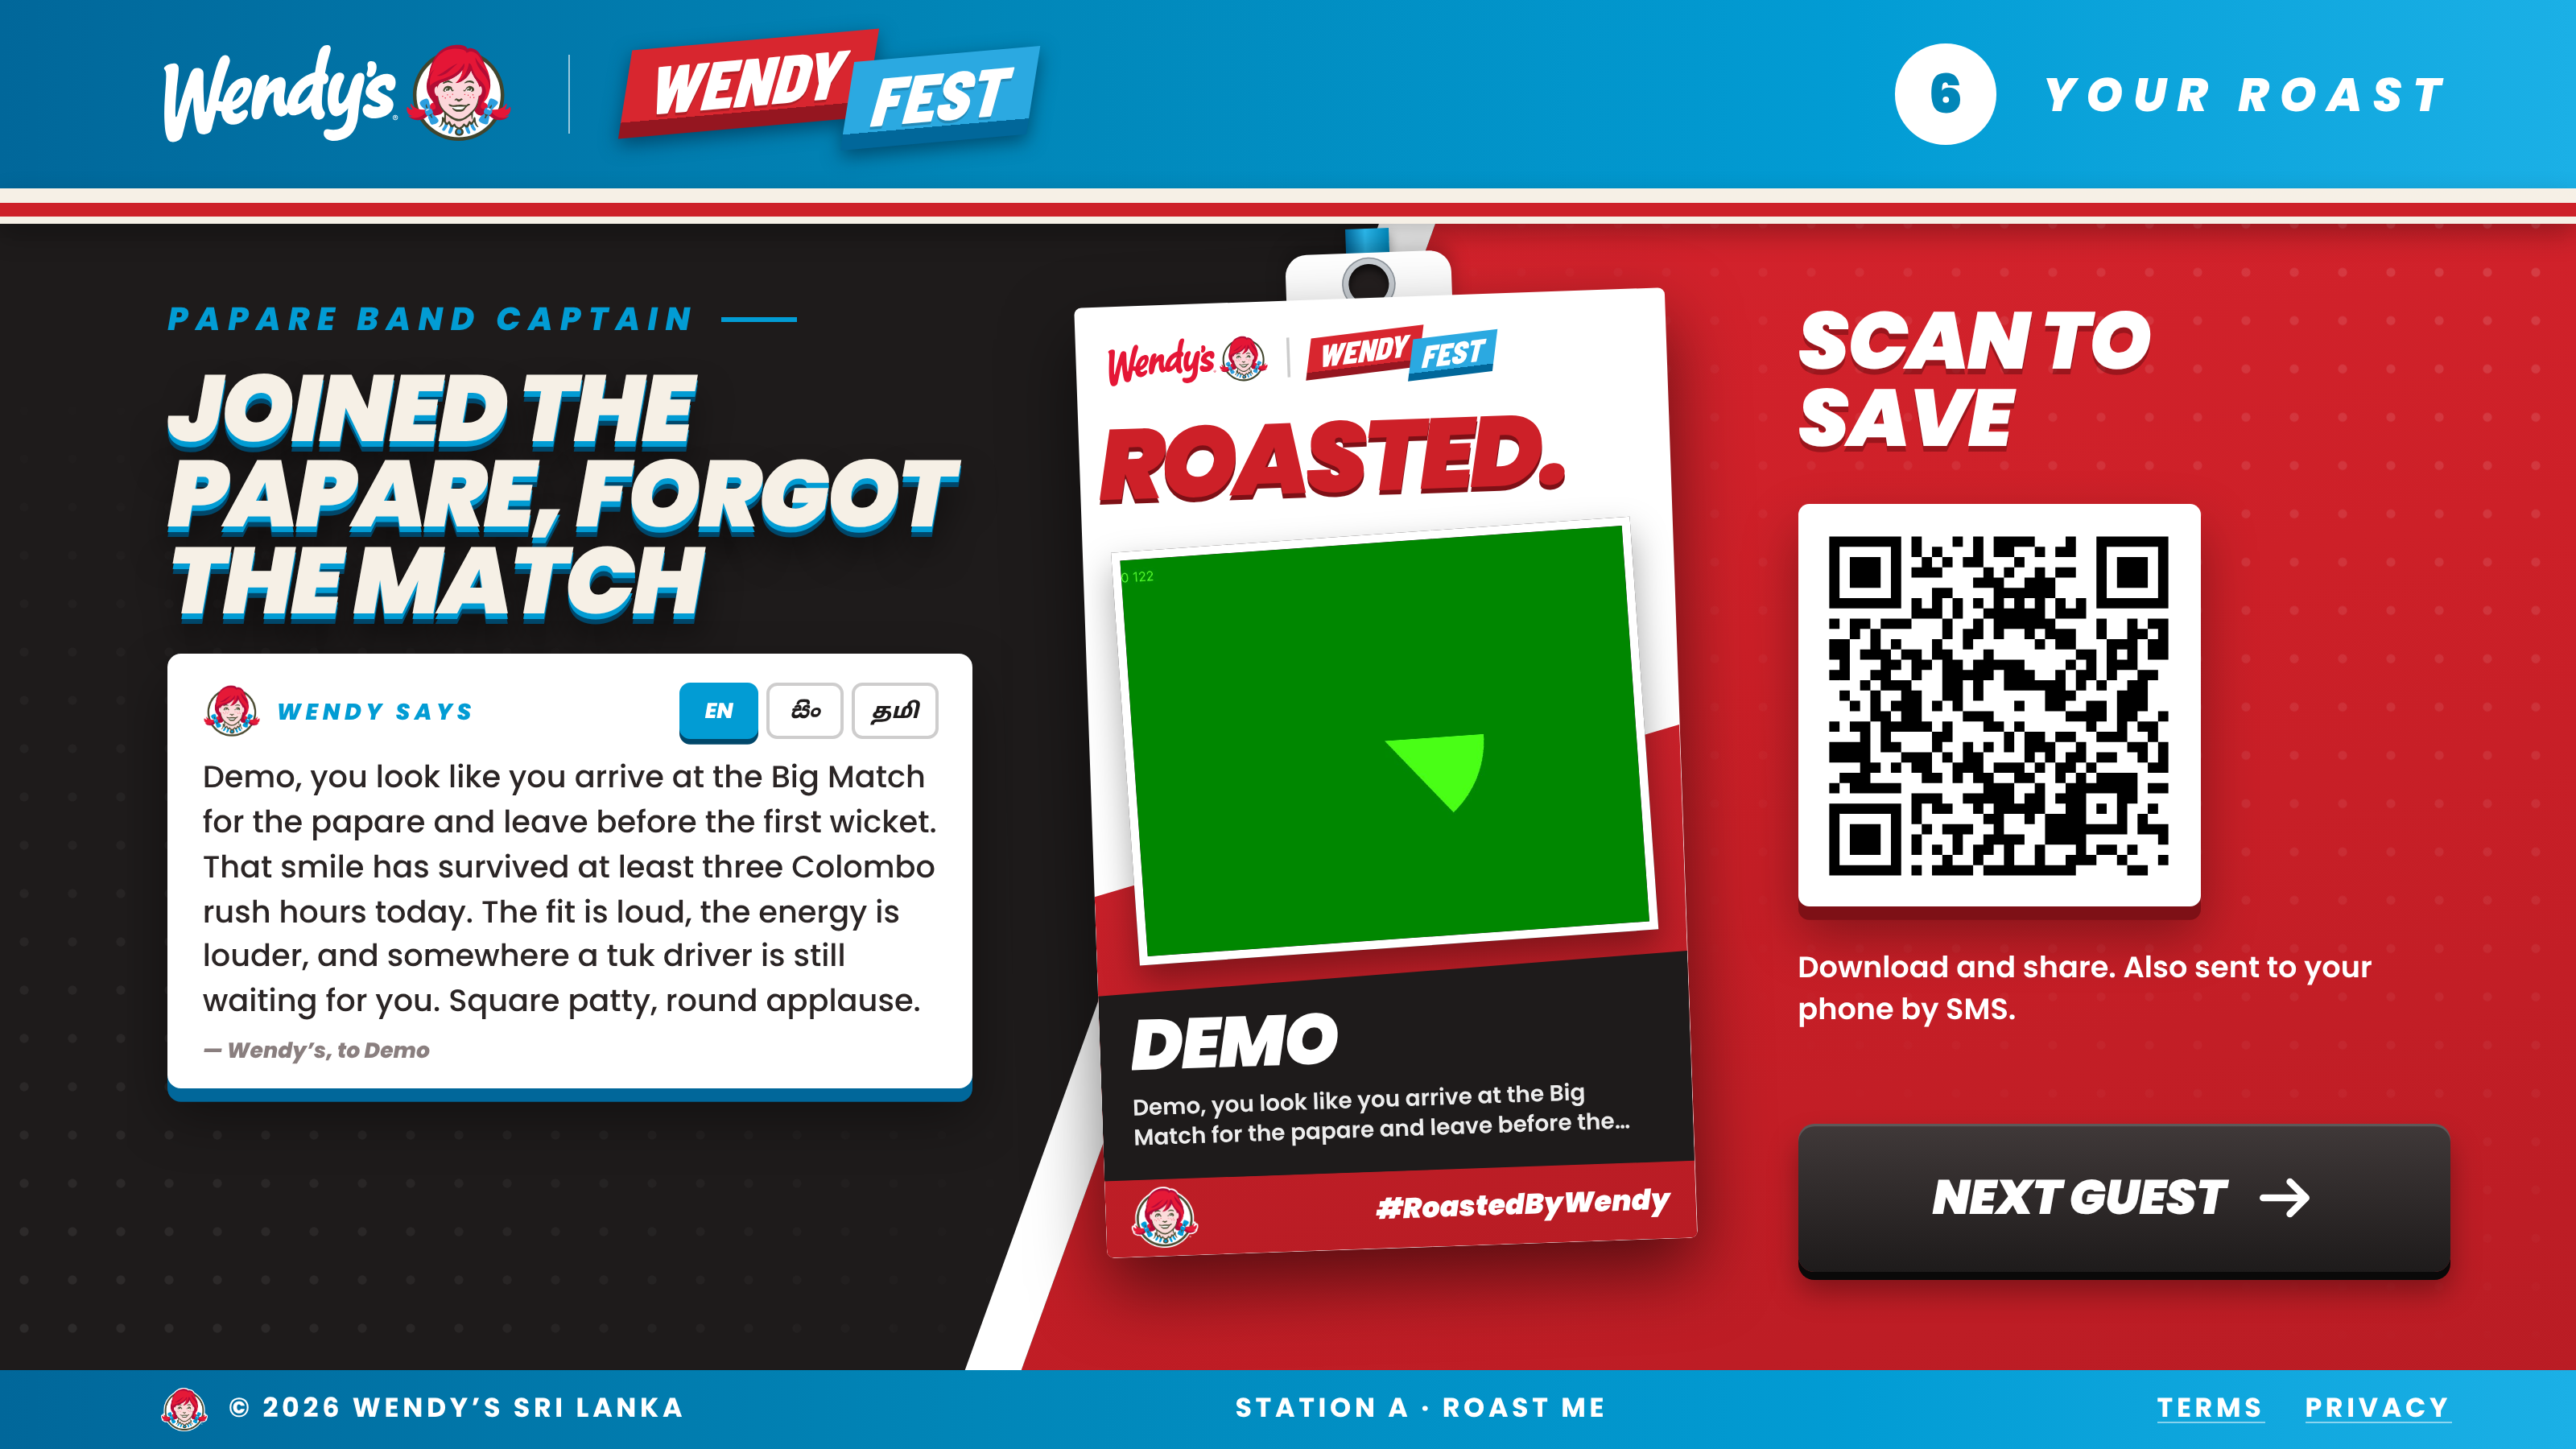 Wendy's
WENDY FEST
6 YOUR ROAST
PAPARE BAND CAPTAIN
JOINED THE
PAPARE, FORGOT
THE MATCH
WENDY SAYS
EN සිං தமி
Demo, you look like you arrive at the Big Match
for the papare and leave before the first wicket.
That smile has survived at least three Colombo
rush hours today. The fit is loud, the energy is
louder, and somewhere a tuk driver is still
waiting for you. Square patty, round applause.
— Wendy’s, to Demo
Wendy's
WENDY FEST
ROASTED.
0 122
DEMO
Demo, you look like you arrive at the Big
Match for the papare and leave before the...
#RoastedByWendy
SCAN TO
SAVE
Download and share. Also sent to your
phone by SMS.
NEXT GUEST →
© 2026 WENDY’S SRI LANKA
STATION A · ROAST ME
TERMS PRIVACY